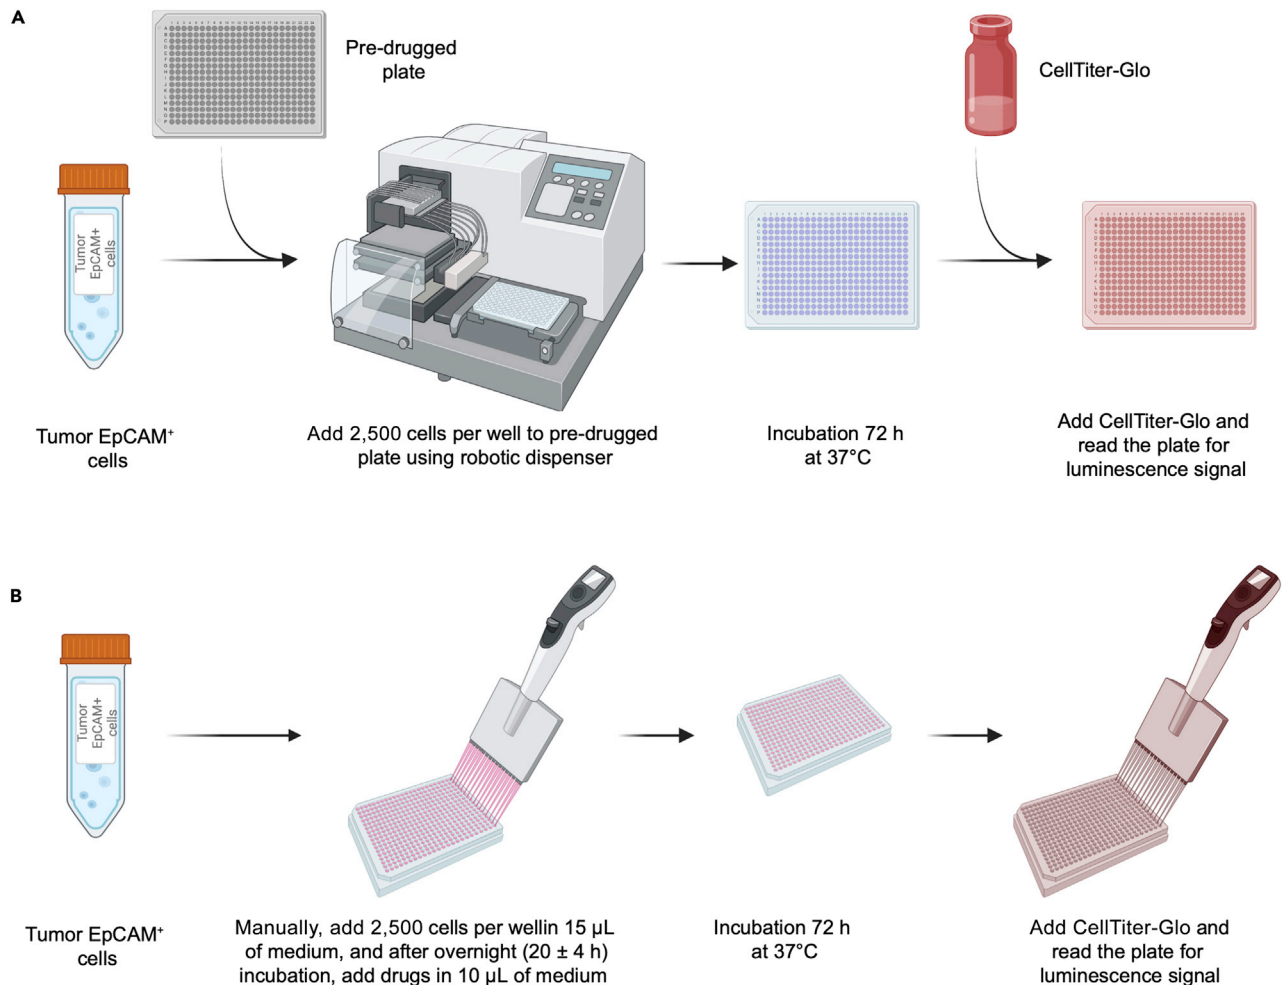 A
Pre-drugged
plate
CellTiter-Glo
Tumor
EpCAM+
cells
Tumor EpCAM⁺
cells
Add 2,500 cells per well to pre-drugged
plate using robotic dispenser
Incubation 72 h
at 37°C
Add CellTiter-Glo and
read the plate for
luminescence signal
B
Tumor
EpCAM+
cells
Tumor EpCAM⁺
cells
Manually, add 2,500 cells per wellin 15 µL
of medium, and after overnight (20 ± 4 h)
incubation, add drugs in 10 µL of medium
Incubation 72 h
at 37°C
Add CellTiter-Glo and
read the plate for
luminescence signal